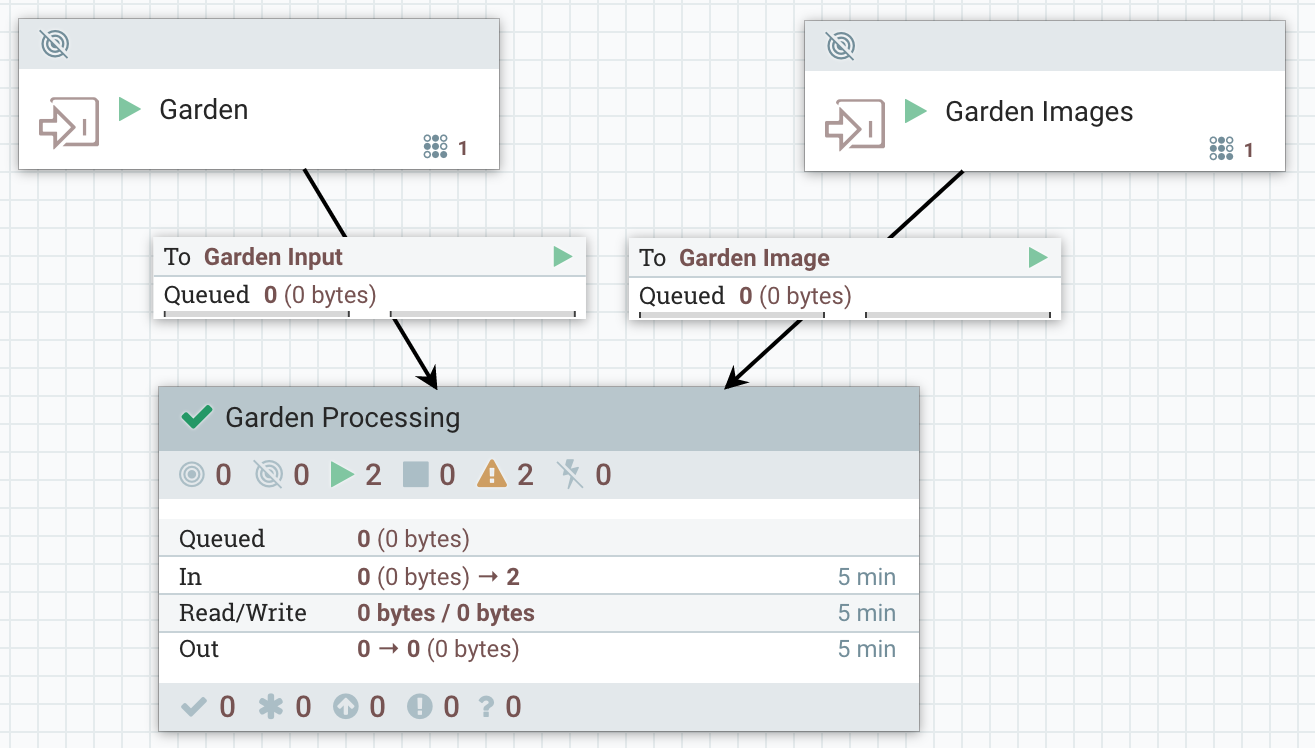 Garden
1
Garden Images
1
To Garden Input
Queued 0 (0 bytes)
To Garden Image
Queued 0 (0 bytes)
Garden Processing
0 0 2 0 2 0
Queued 0 (0 bytes)
In 0 (0 bytes) → 2 5 min
Read/Write 0 bytes / 0 bytes 5 min
Out 0 → 0 (0 bytes) 5 min
0 0 0 0 ? 0